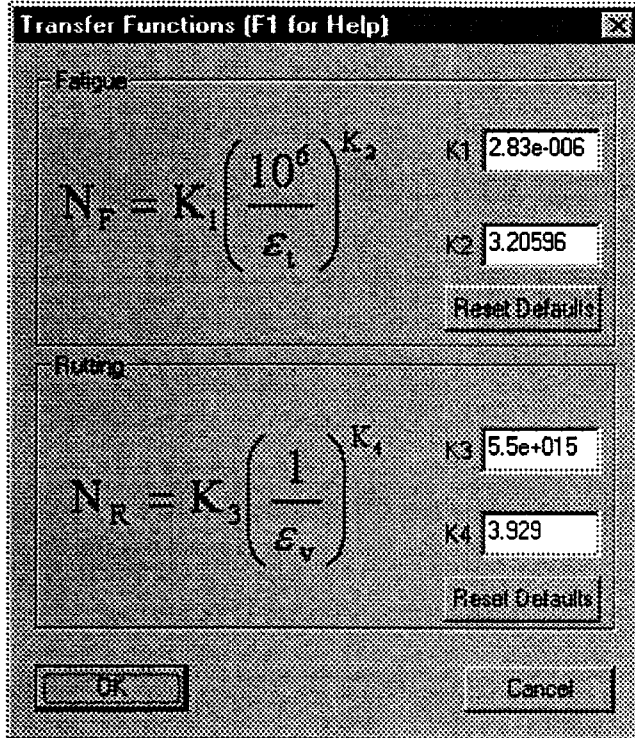 Transfer Functions (F1 for Help)
Fatigue
N_F = K_1 (10^6 / ε_t)^K_2
K1 2.83e-006
K2 3.20596
Reset Defaults
Rutting
N_R = K_3 (1 / ε_v)^K_4
K3 5.5e+015
K4 3.929
Reset Defaults
OK
Cancel